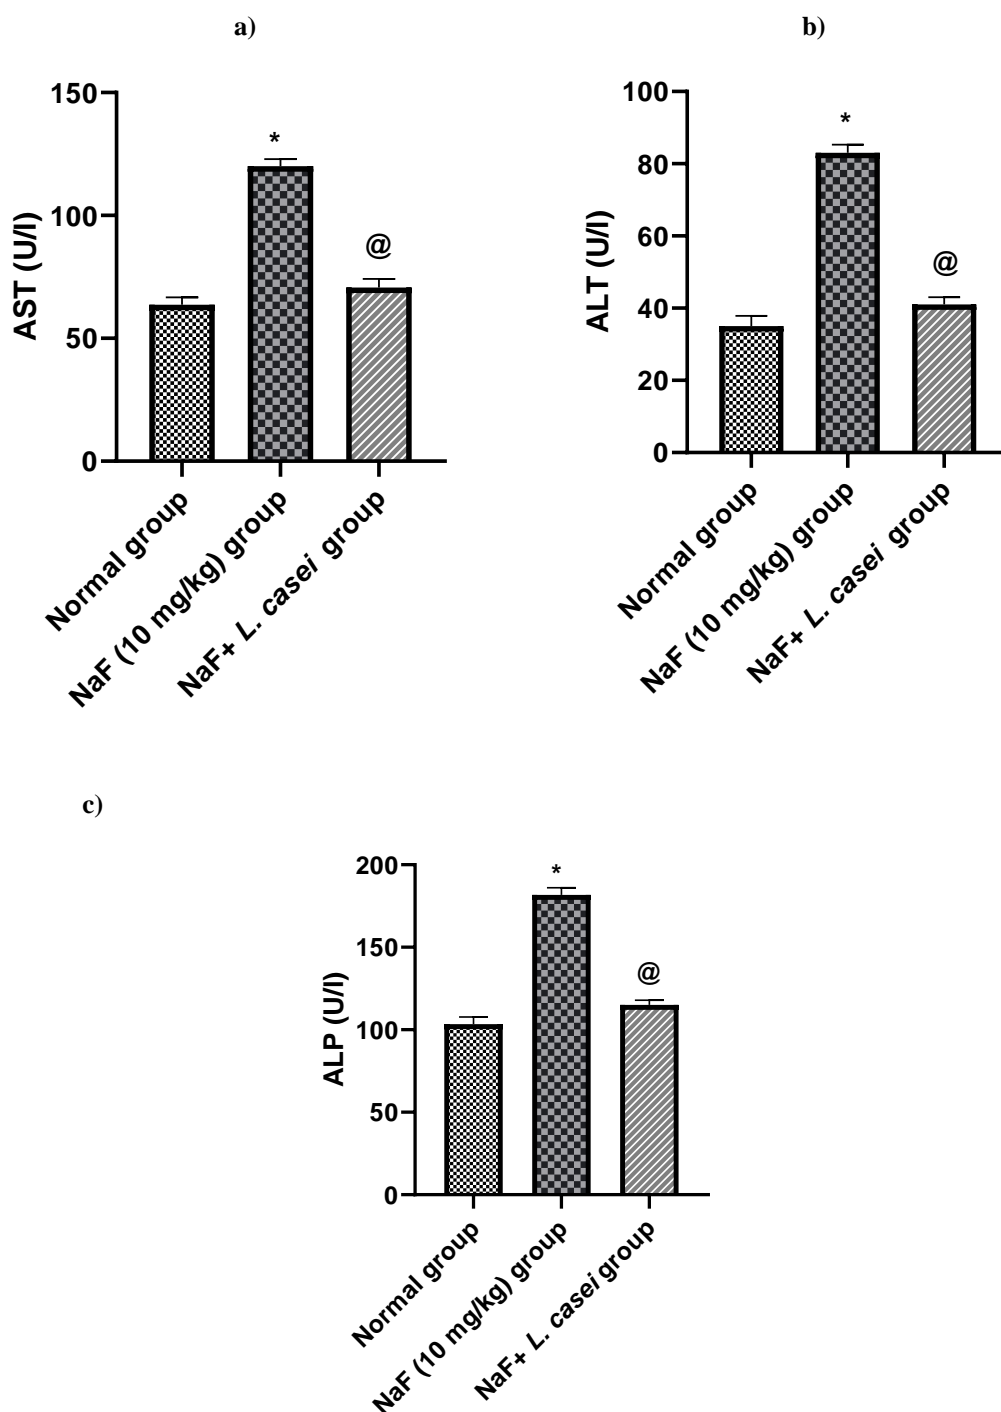 a)
150
100
50
0
AST (U/l)
*
@
Normal group
NaF (10 mg/kg) group
NaF+ L. casei group
b)
100
80
60
40
20
0
ALT (U/l)
*
@
Normal group
NaF (10 mg/kg) group
NaF+ L. casei group
c)
200
150
100
50
0
ALP (U/l)
*
@
Normal group
NaF (10 mg/kg) group
NaF+ L. casei group